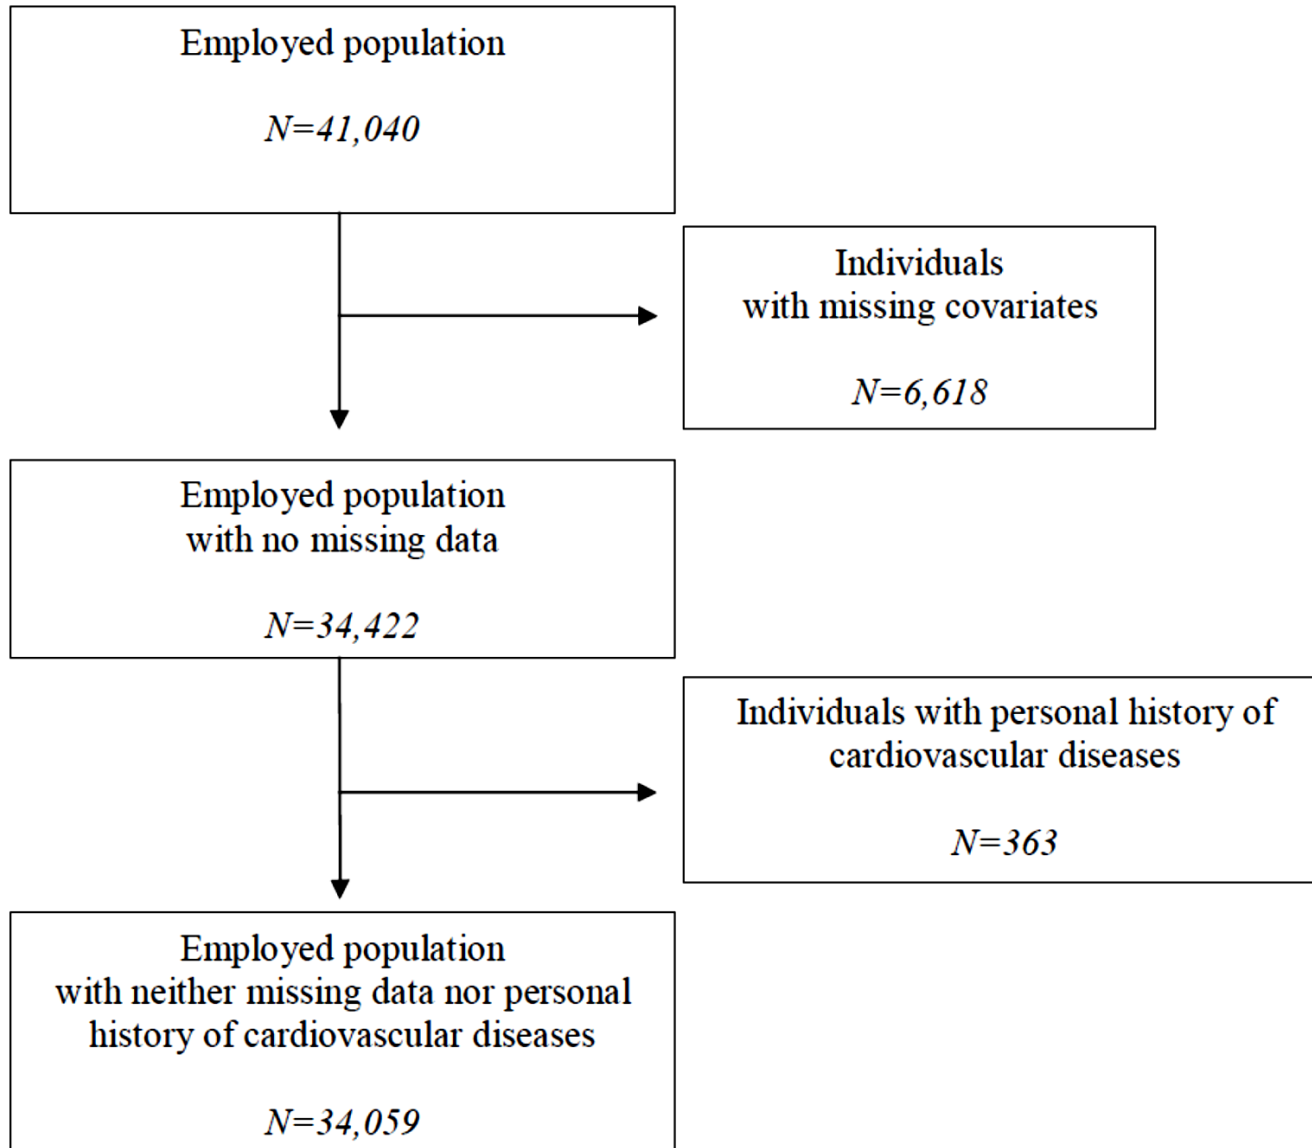 Employed population
N=41,040
Individuals
with missing covariates
N=6,618
Employed population
with no missing data
N=34,422
Individuals with personal history of
cardiovascular diseases
N=363
Employed population
with neither missing data nor personal
history of cardiovascular diseases
N=34,059